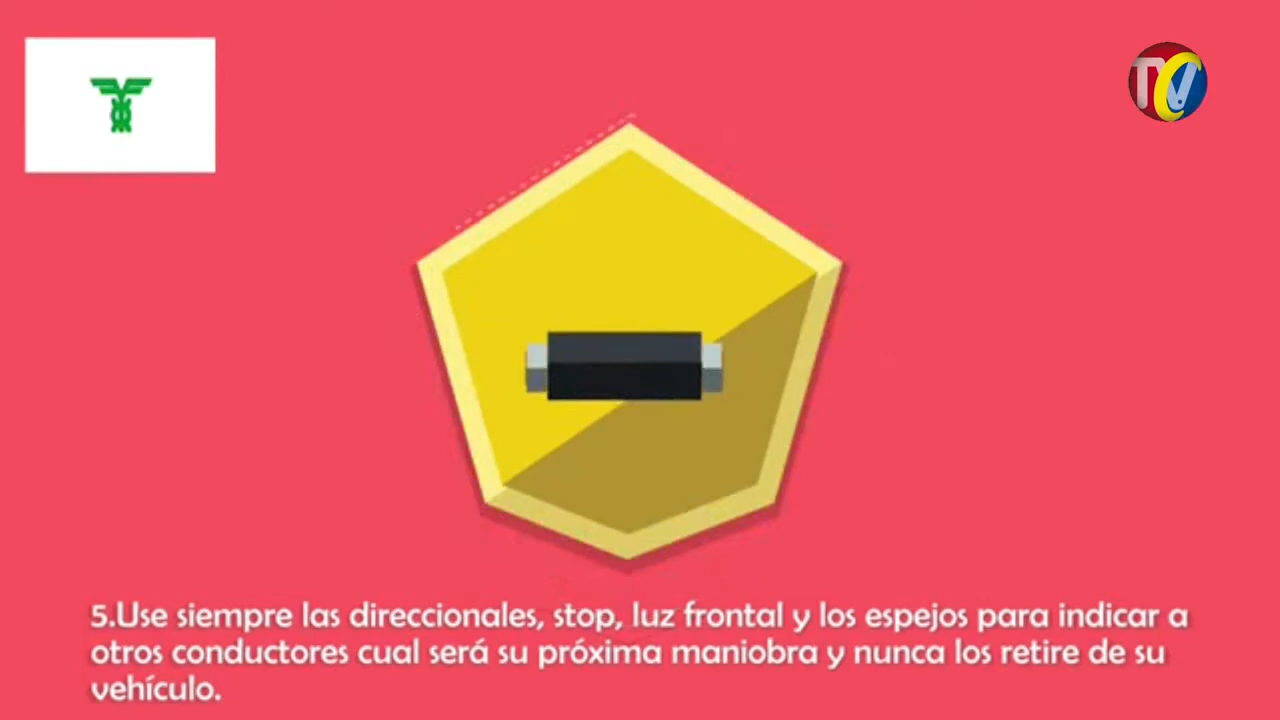 TCV
5.Use siempre las direccionales, stop, luz frontal y los espejos para indicar a
otros conductores cual será su próxima maniobra y nunca los retire de su
vehículo.